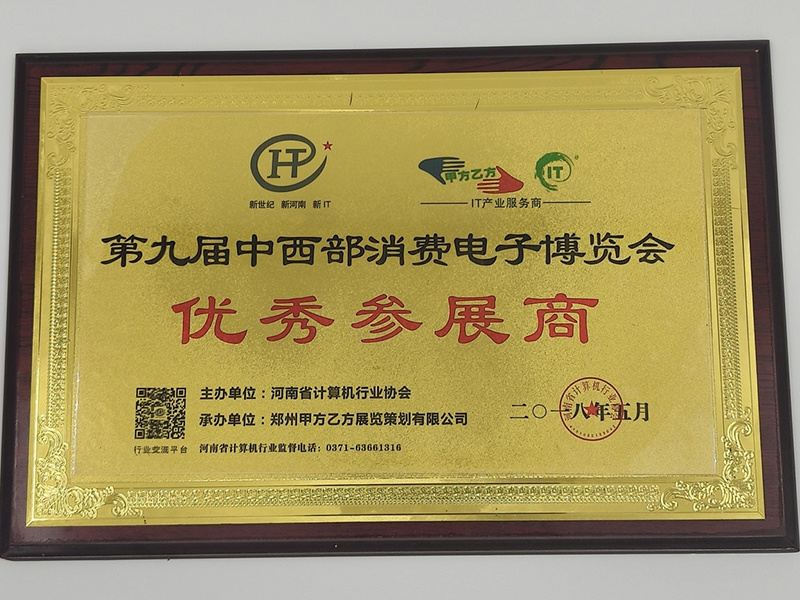 HT
新世纪 新河南 新IT
甲方乙方
IT
IT产业服务商
第九届中西部消费电子博览会
优秀参展商
主办单位：河南省计算机行业协会
承办单位：郑州甲方乙方展览策划有限公司
行业党派平台
河南省计算机行业监督电话：0371-63661316
二〇一八年五月